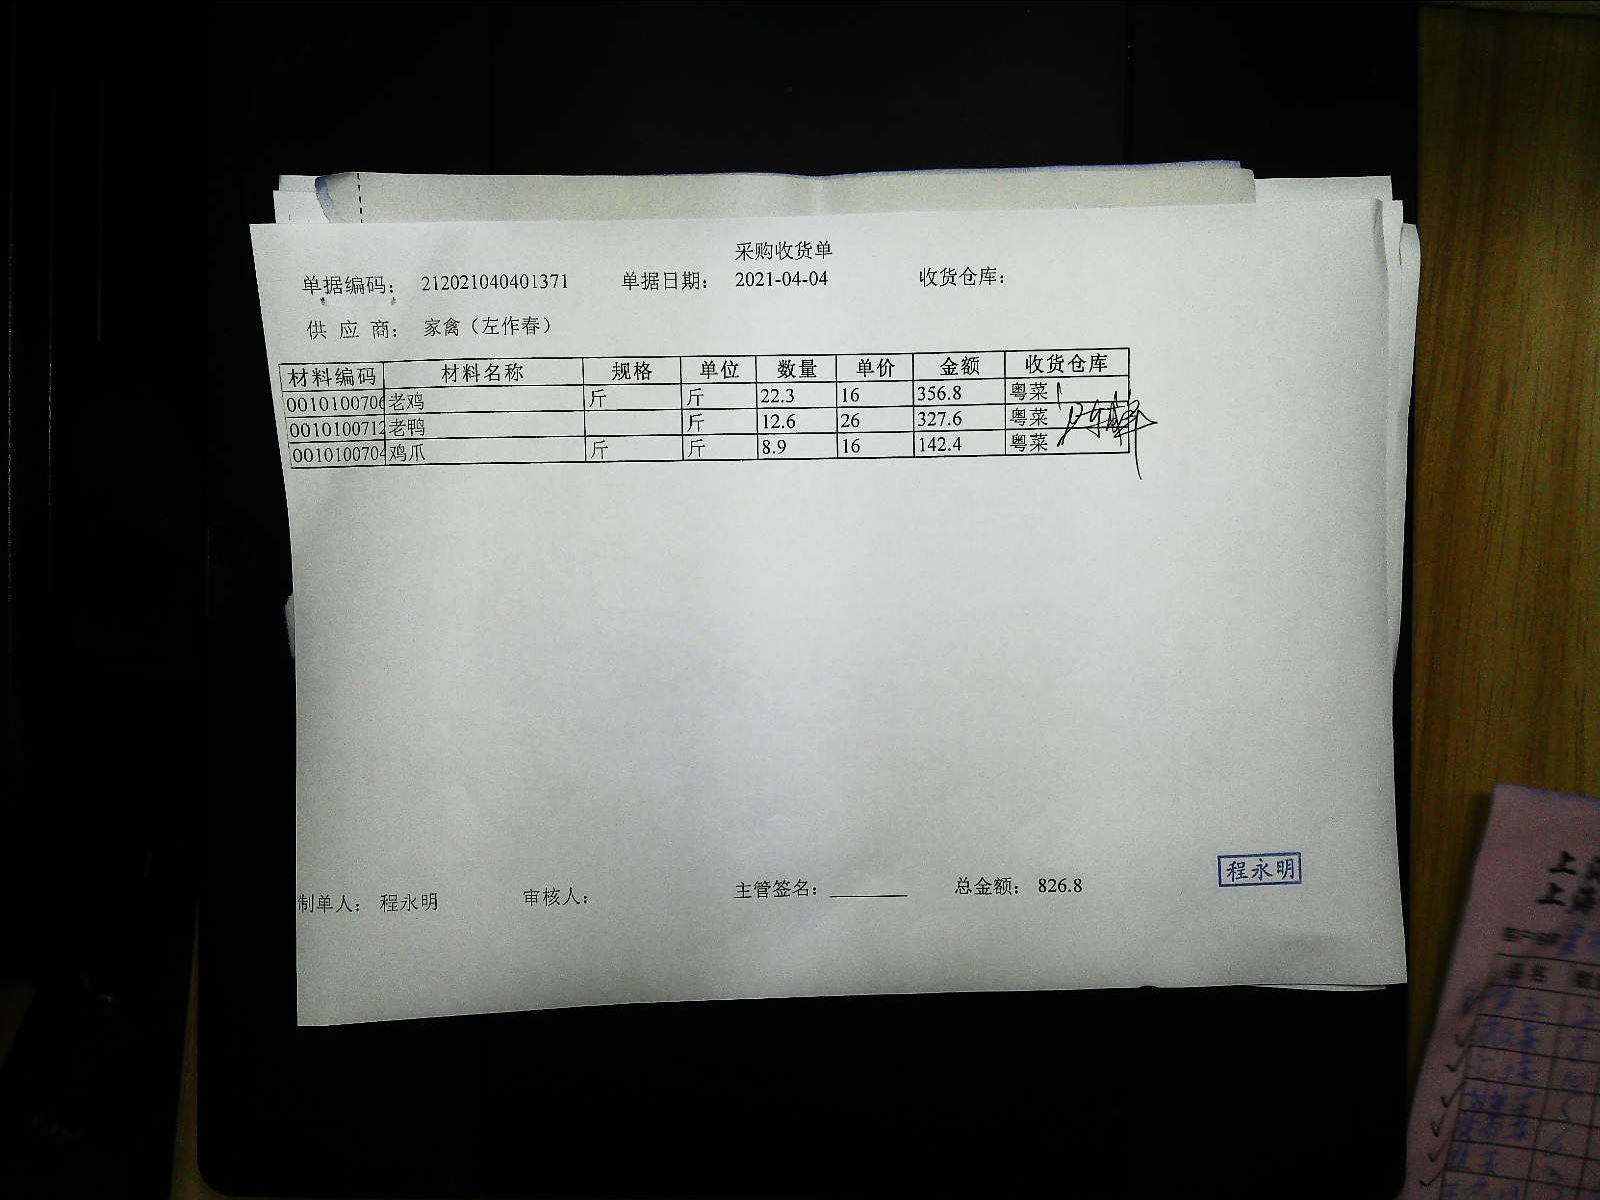 采购收货单
单据编码: 212021040401371 单据日期: 2021-04-04 收货仓库:
供 应 商: 家禽（左作春）
材料编码 材料名称 规格 单位 数量 单价 金额 收货仓库
0010100706 老鸡 斤 斤 22.3 16 356.8 粤菜
0010100712 老鸭 斤 12.6 26 327.6 粤菜
0010100704 鸡爪 斤 斤 8.9 16 142.4 粤菜
制单人: 程永明 审核人: 主管签名: 总金额: 826.8
程永明